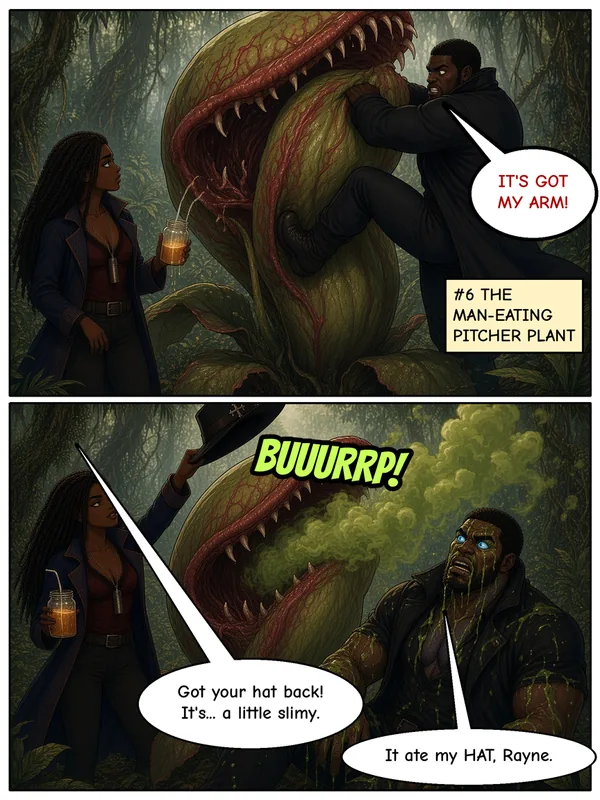 IT'S GOT
MY ARM!
#6 THE
MAN-EATING
PITCHER PLANT
BUUURRP!
Got your hat back!
It's... a little slimy.
It ate my HAT, Rayne.